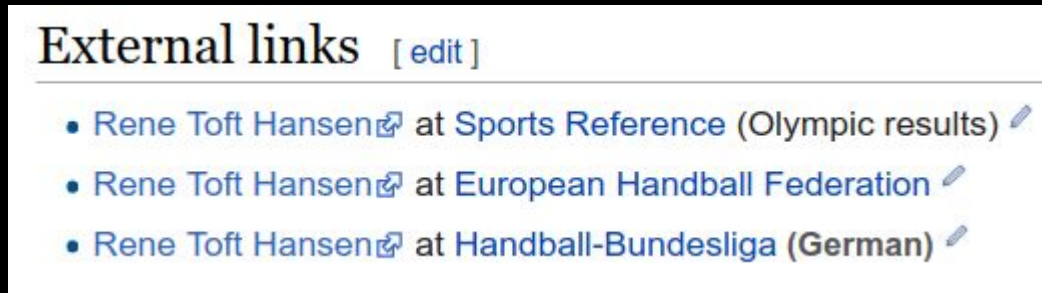 External links [ edit ]
Rene Toft Hansen at Sports Reference (Olympic results)
Rene Toft Hansen at European Handball Federation
Rene Toft Hansen at Handball-Bundesliga (German)